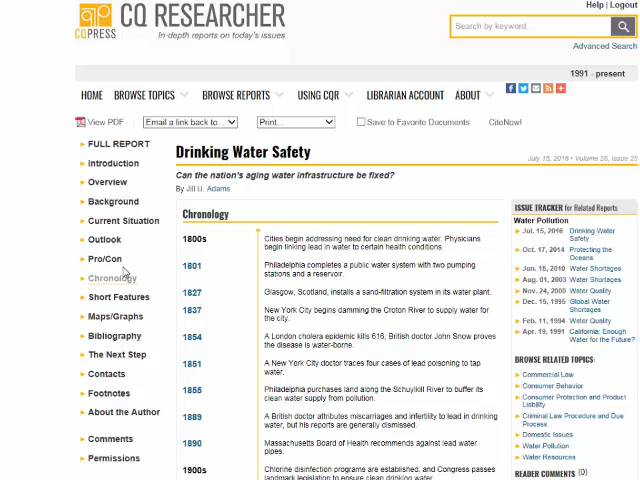 Help | Logout
CQ RESEARCHER
CQPRESS
In-depth reports on today's issues
Search by keyword...
Advanced Search
1991 - present
HOME BROWSE TOPICS BROWSE REPORTS USING CQR LIBRARIAN ACCOUNT ABOUT
View PDF Email a link back to... Print... Save to Favorite Documents CiteNow!
FULL REPORT
Introduction
Overview
Background
Current Situation
Outlook
Pro/Con
Chronology
Short Features
Maps/Graphs
Bibliography
The Next Step
Contacts
Footnotes
About the Author
Comments
Permissions
Drinking Water Safety
July 15, 2016 • Volume 26, Issue 25
Can the nation's aging water infrastructure be fixed?
By Jill U. Adams
Chronology
1800s Cities begin addressing need for clean drinking water. Physicians
begin linking lead in water to certain health conditions.
1801 Philadelphia completes a public water system with two pumping
stations and a reservoir.
1827 Glasgow, Scotland, installs a sand-filtration system in its water plant.
1837 New York City begins damming the Croton River to supply water for
the city.
1854 A London cholera epidemic kills 616; British doctor John Snow proves
the disease is water-borne.
1851 A New York City doctor traces four cases of lead poisoning to tap
water.
1855 Philadelphia purchases land along the Schuylkill River to buffer its
clean water supply from pollution.
1889 A British doctor attributes miscarriages and infertility to lead in drinking
water, but his reports are generally dismissed.
1890 Massachusetts Board of Health recommends against lead water
pipes.
1900s Chlorine disinfection programs are established, and Congress passes
landmark legislation to ensure clean drinking water.
ISSUE TRACKER for Related Reports
Water Pollution
Jul. 15, 2016 Drinking Water
Safety
Oct. 17, 2014 Protecting the
Oceans
Jun. 18, 2010 Water Shortages
Aug. 01, 2003 Water Shortages
Nov. 24, 2000 Water Quality
Dec. 15, 1995 Global Water
Shortages
Feb. 11, 1994 Water Quality
Apr. 19, 1991 California: Enough
Water for the Future?
BROWSE RELATED TOPICS:
Commercial Law
Consumer Behavior
Consumer Protection and Product
Liability
Criminal Law Procedure and Due
Process
Domestic Issues
Water Pollution
Water Resources
READER COMMENTS (0)